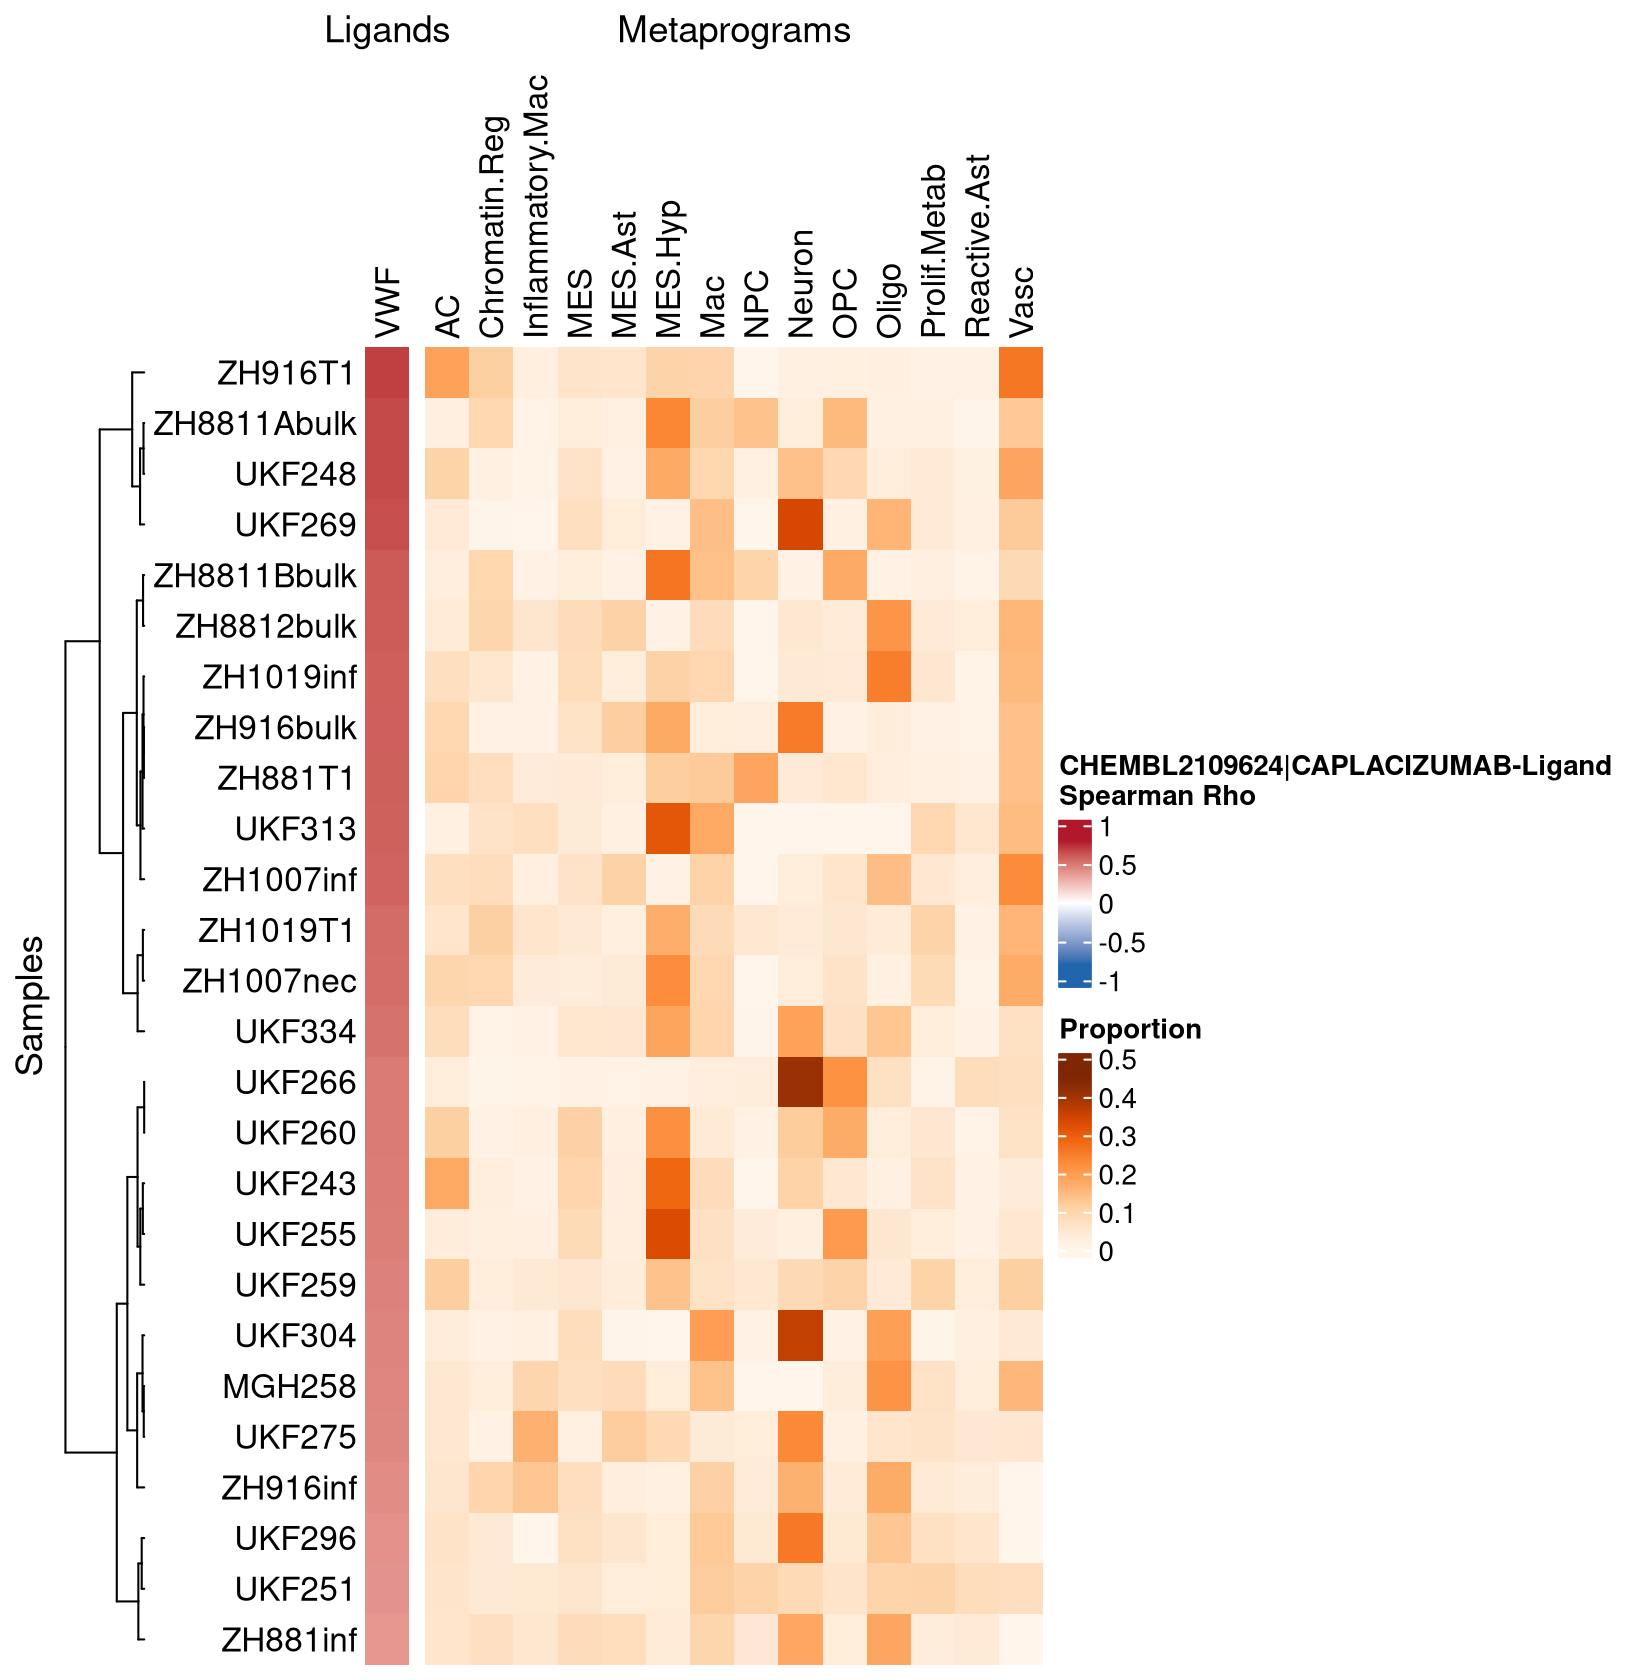 Ligands
Metaprograms
VWF
AC
Chromatin.Reg
Inflammatory.Mac
MES
MES.Ast
MES.Hyp
Mac
NPC
Neuron
OPC
Oligo
Prolif.Metab
Reactive.Ast
Vasc
Samples
ZH916T1
ZH8811Abulk
UKF248
UKF269
ZH8811Bbulk
ZH8812bulk
ZH1019inf
ZH916bulk
ZH881T1
UKF313
ZH1007inf
ZH1019T1
ZH1007nec
UKF334
UKF266
UKF260
UKF243
UKF255
UKF259
UKF304
MGH258
UKF275
ZH916inf
UKF296
UKF251
ZH881inf
CHEMBL2109624|CAPLACIZUMAB-Ligand
Spearman Rho
1
0.5
0
-0.5
-1
Proportion
0.5
0.4
0.3
0.2
0.1
0